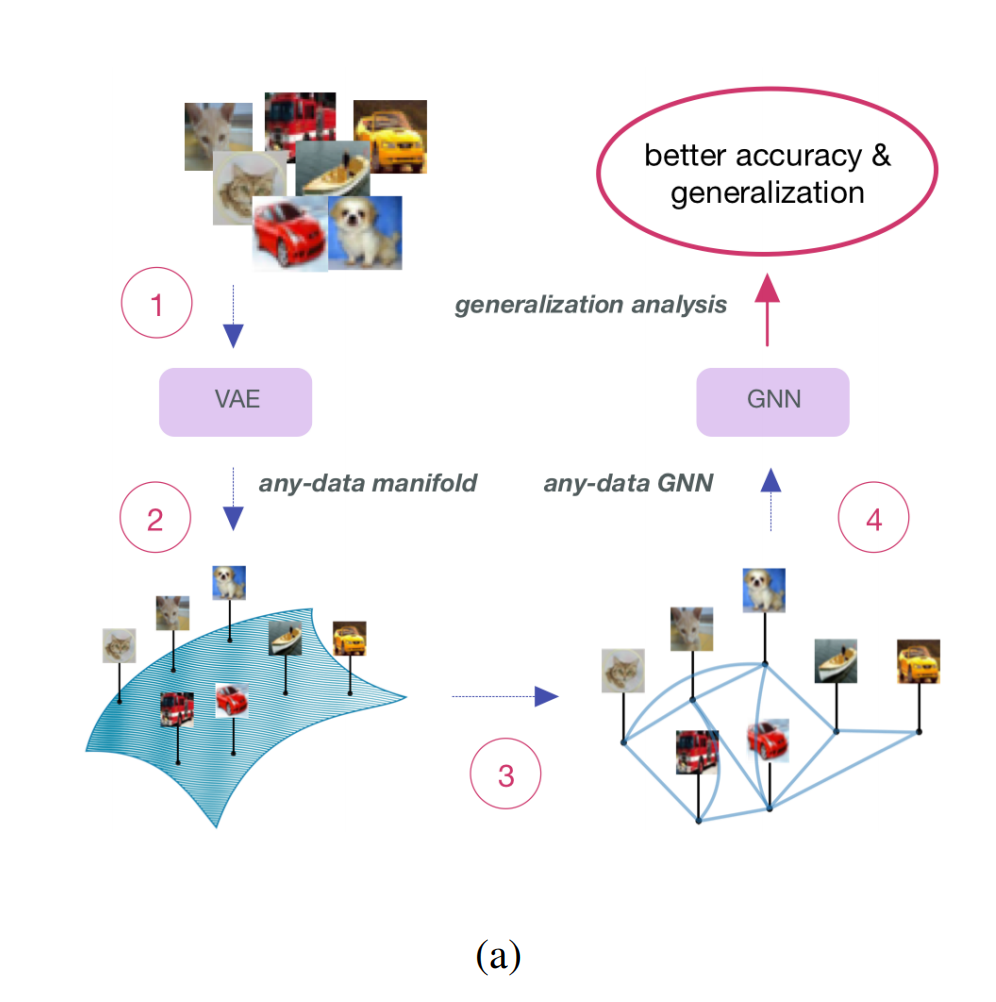 better accuracy &
generalization
1
generalization analysis
VAE
GNN
2
any-data manifold
any-data GNN
4
3
(a)